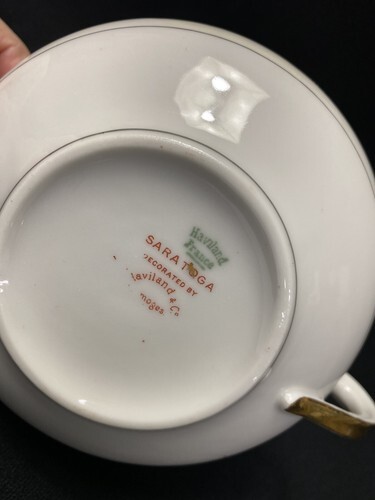 Haviland
France
SARATOGA
DECORATED BY
Haviland & Co
Limoges